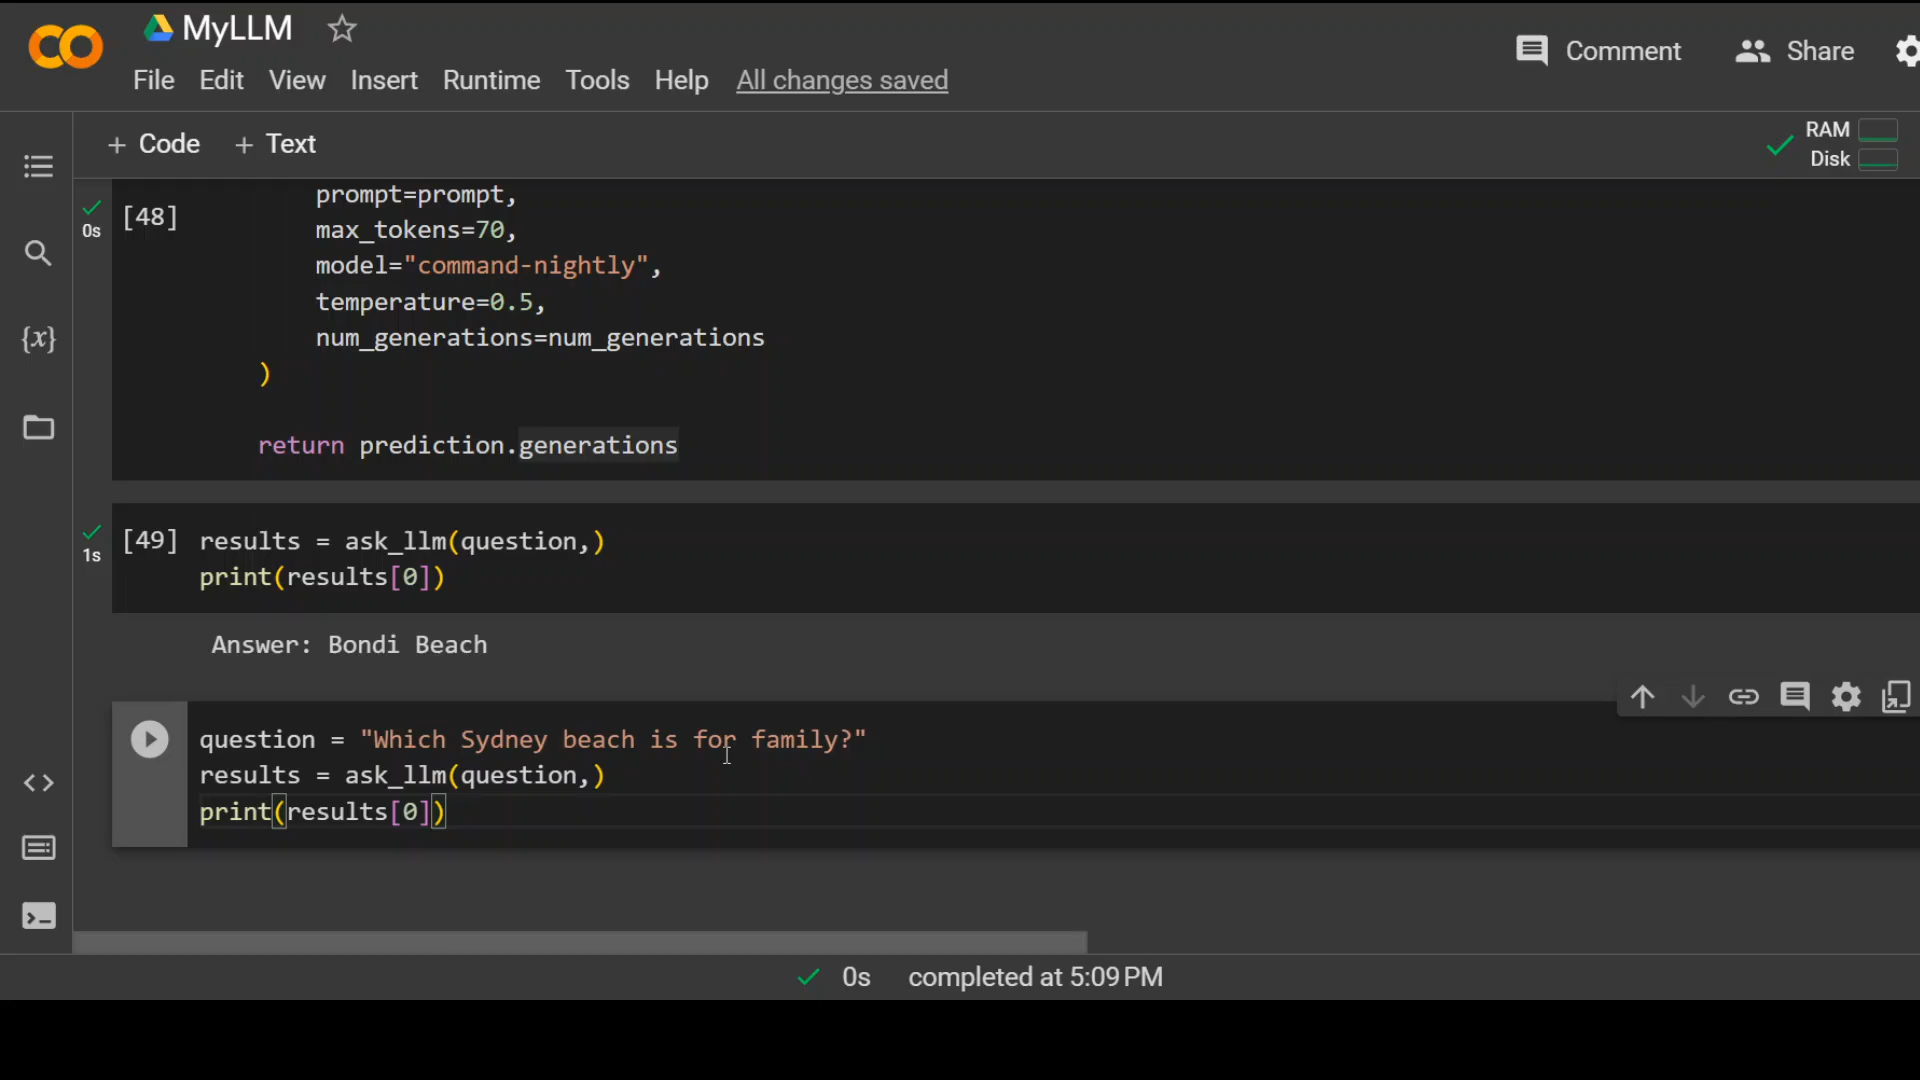 MyLLM
File Edit View Insert Runtime Tools Help All changes saved
Comment Share
+ Code + Text
RAM
Disk
0s
[48]
prompt=prompt,
max_tokens=70,
model="command-nightly",
temperature=0.5,
num_generations=num_generations
)
return prediction.generations
1s
[49] results = ask_llm(question,)
print(results[0])
Answer: Bondi Beach
question = "Which Sydney beach is for family?"
results = ask_llm(question,)
print(results[0])
0s completed at 5:09 PM